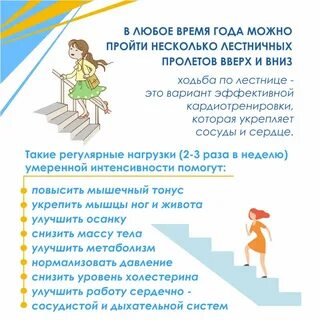 В ЛЮБОЕ ВРЕМЯ ГОДА МОЖНО
ПРОЙТИ НЕСКОЛЬКО ЛЕСТНИЧНЫХ
ПРОЛЕТОВ ВВЕРХ И ВНИЗ
ходьба по лестнице -
это вариант эффективной
кардиотренировки,
которая укрепляет
сосуды и сердце.
Такие регулярные нагрузки (2-3 раза в неделю)
умеренной интенсивности помогут:
повысить мышечный тонус
укрепить мышцы ног и живота
улучшить осанку
снизить массу тела
улучшить метаболизм
нормализовать давление
снизить уровень холестерина
улучшить работу сердечно -
сосудистой и дыхательной систем